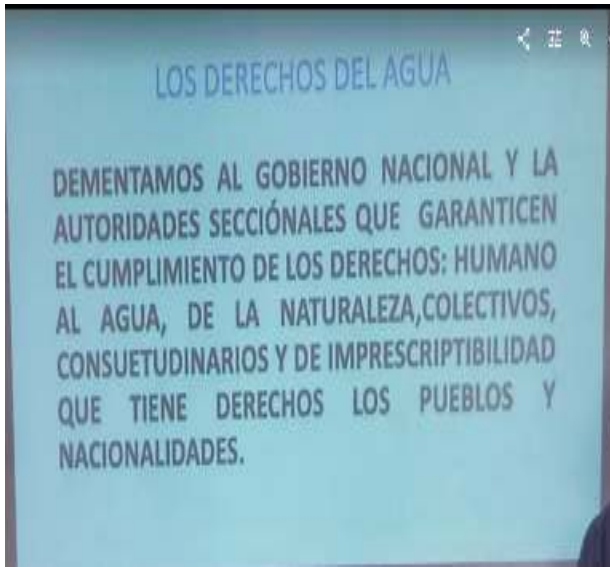 LOS DERECHOS DEL AGUA
DEMENTAMOS AL GOBIERNO NACIONAL Y LA
AUTORIDADES SECCIÓNALES QUE GARANTICEN
EL CUMPLIMIENTO DE LOS DERECHOS: HUMANO
AL AGUA, DE LA NATURALEZA,COLECTIVOS,
CONSUETUDINARIOS Y DE IMPRESCRIPTIBILIDAD
QUE TIENE DERECHOS LOS PUEBLOS Y
NACIONALIDADES.